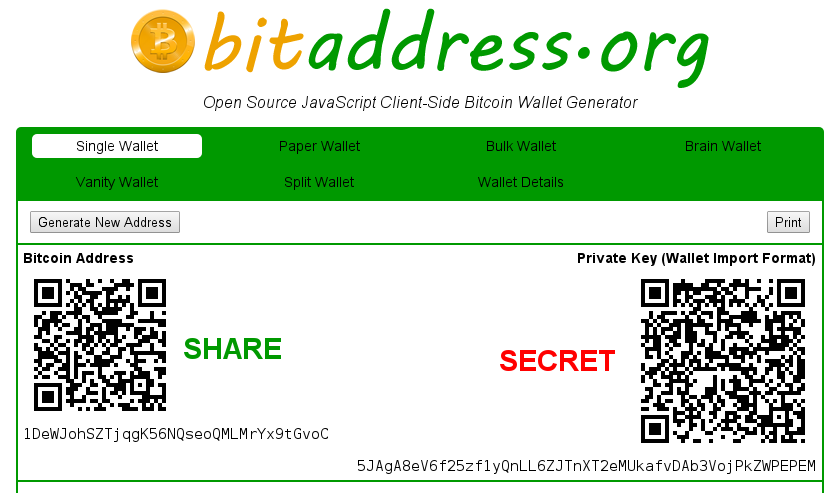 bitaddress.org
Open Source JavaScript Client-Side Bitcoin Wallet Generator
Single Wallet Paper Wallet Bulk Wallet Brain Wallet
Vanity Wallet Split Wallet Wallet Details
Generate New Address Print
Bitcoin Address Private Key (Wallet Import Format)
SHARE
SECRET
1DeWJohSZTjqgK56NQseoQMLMrYx9tGvoC
5JAgA8eV6f25zf1yQnLL6ZJTnXT2eMUkafvDAb3VojPkZWPEPEM